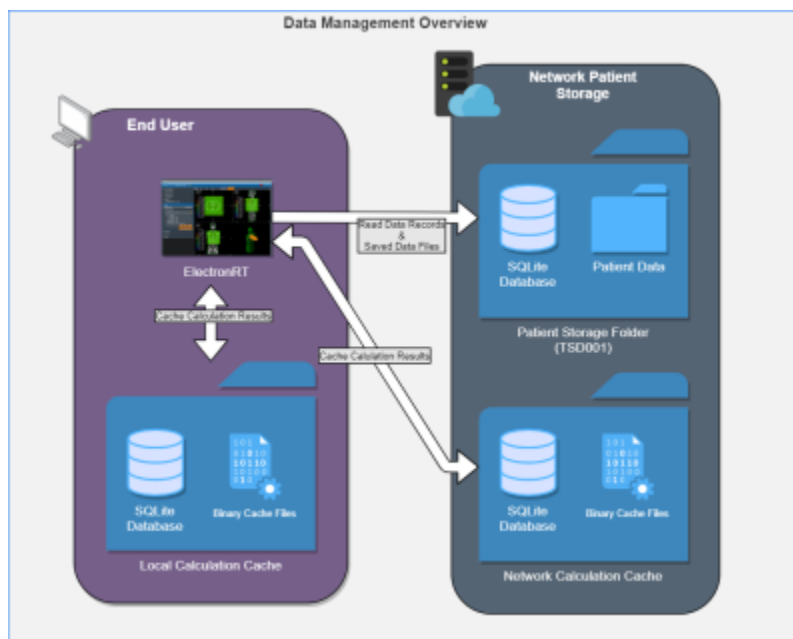 Data Management Overview
Network Patient
Storage
End User
ElectronRT
Read Data Records
&
Saved Data Files
SQLite
Database
Patient Data
Patient Storage Folder
(TSD001)
Cache Calculation Results
Cache Calulation Results
SQLite
Database
Binary Cache Files
Local Calculation Cache
SQLite
Database
Binary Cache Files
Network Calculation Cache